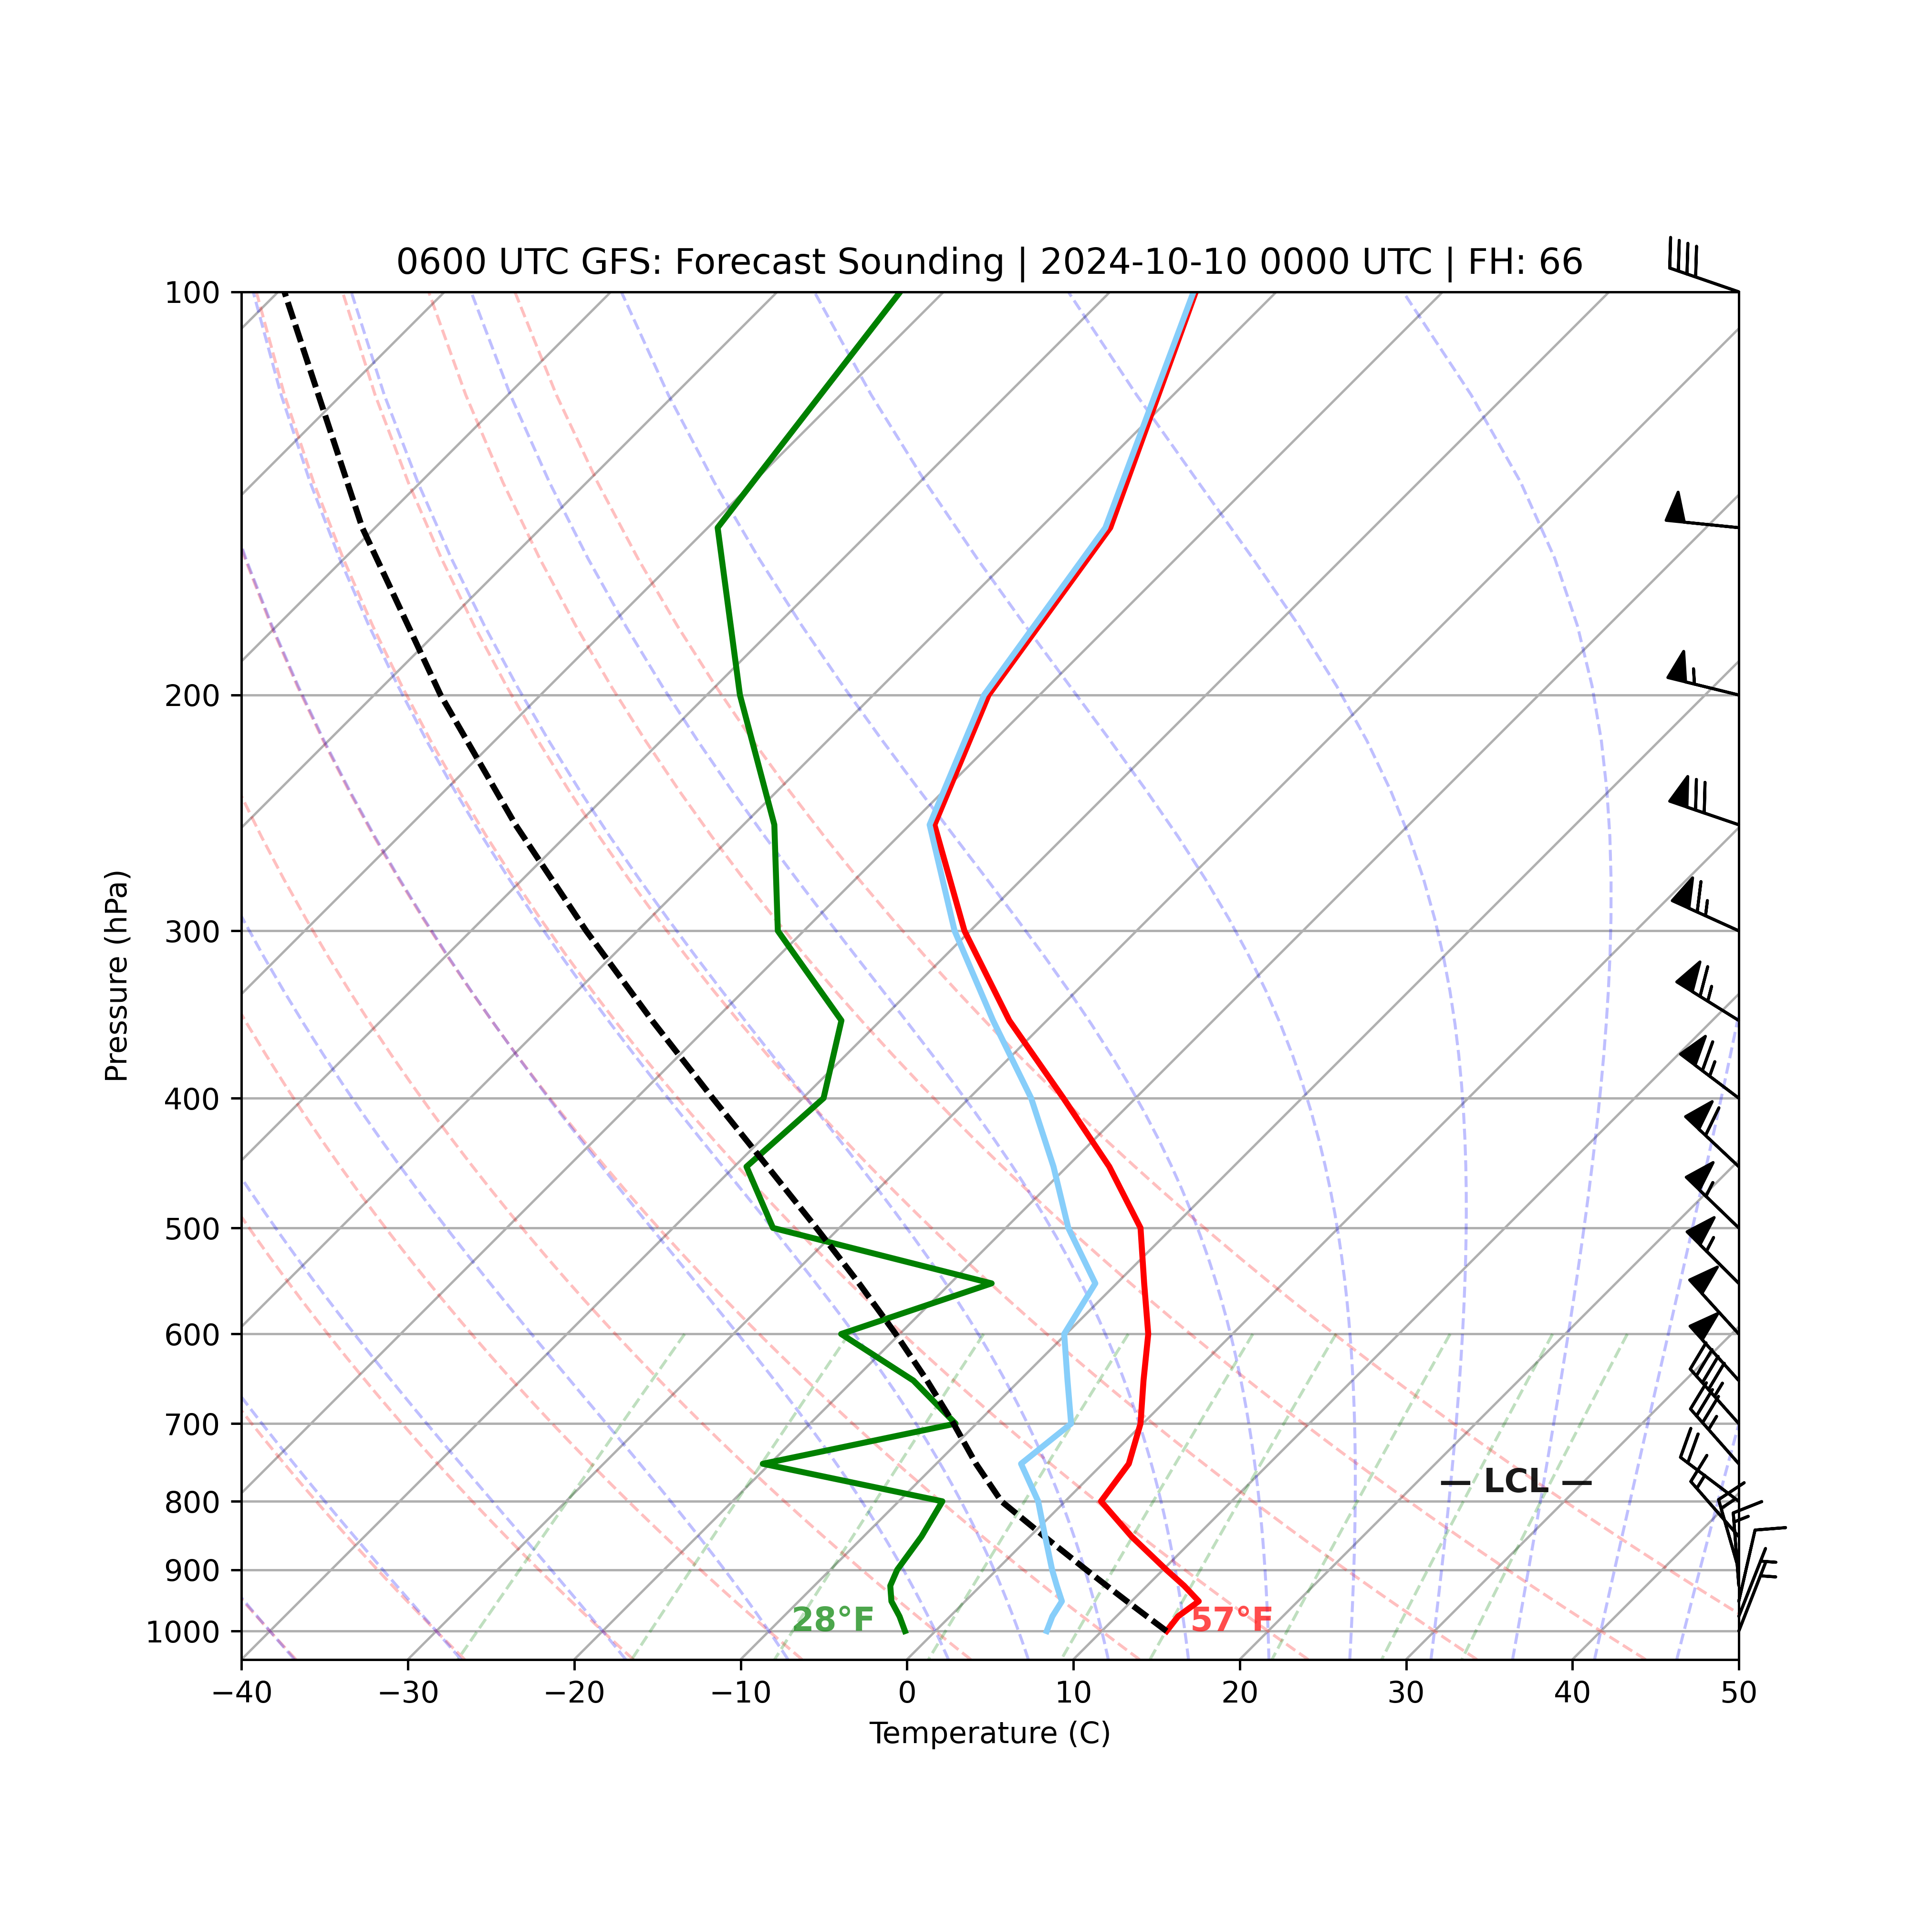 0600 UTC GFS: Forecast Sounding | 2024-10-10 0000 UTC | FH: 66
100
200
300
400
500
600
700
800
900
1000
Pressure (hPa)
— LCL —
28°F
57°F
−40 −30 −20 −10 0 10 20 30 40 50
Temperature (C)